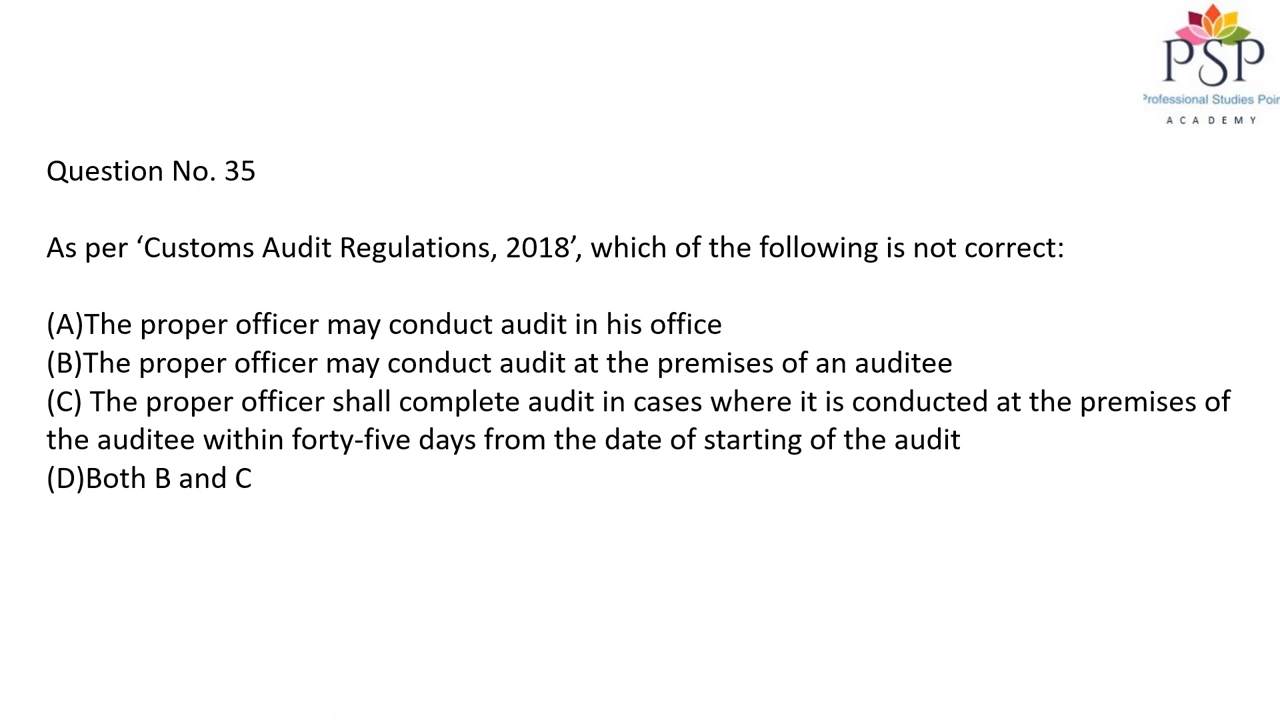 PSP
Professional Studies Poin
ACADEMY
Question No. 35
As per ‘Customs Audit Regulations, 2018’, which of the following is not correct:
(A)The proper officer may conduct audit in his office
(B)The proper officer may conduct audit at the premises of an auditee
(C) The proper officer shall complete audit in cases where it is conducted at the premises of
the auditee within forty-five days from the date of starting of the audit
(D)Both B and C